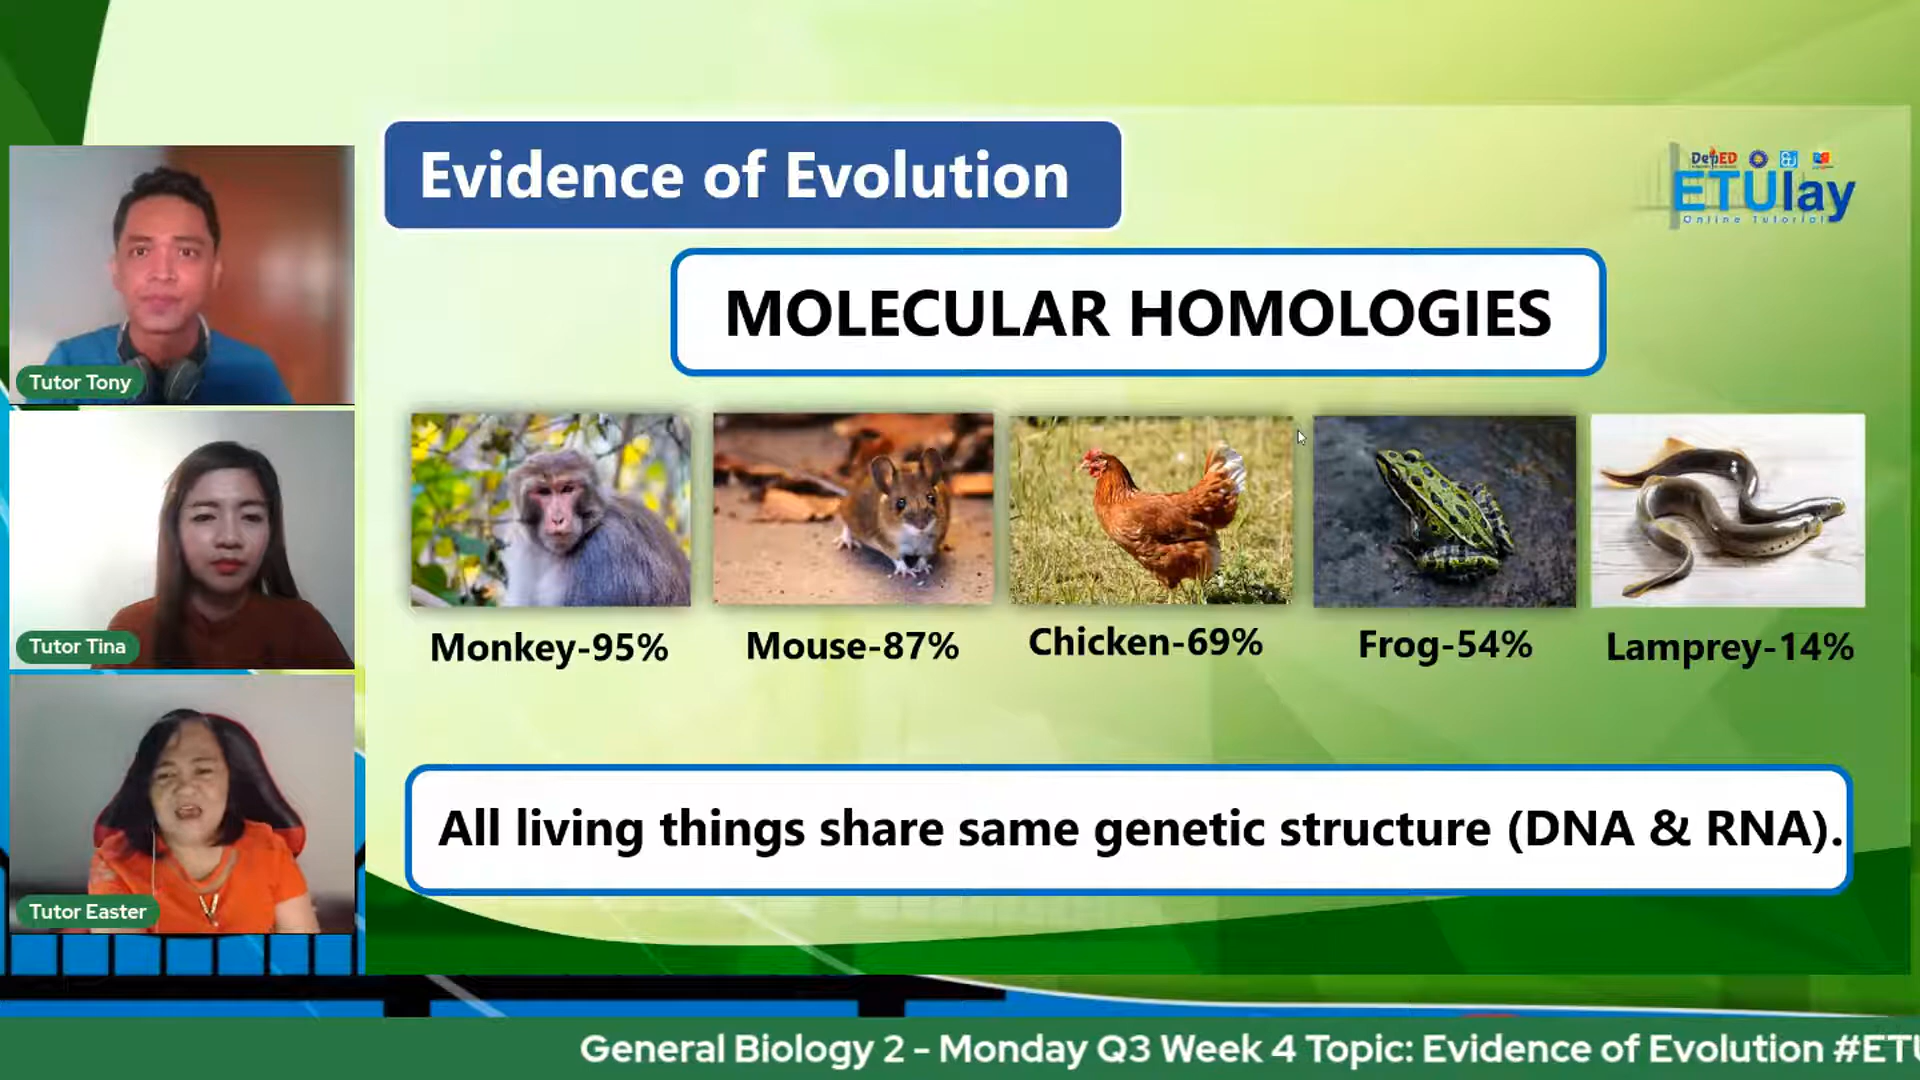 Evidence of Evolution
DepED
ETUlay
Online Tutorial
MOLECULAR HOMOLOGIES
Monkey-95%
Mouse-87%
Chicken-69%
Frog-54%
Lamprey-14%
All living things share same genetic structure (DNA & RNA).
Tutor Tony
Tutor Tina
Tutor Easter
General Biology 2 - Monday Q3 Week 4 Topic: Evidence of Evolution #ETU